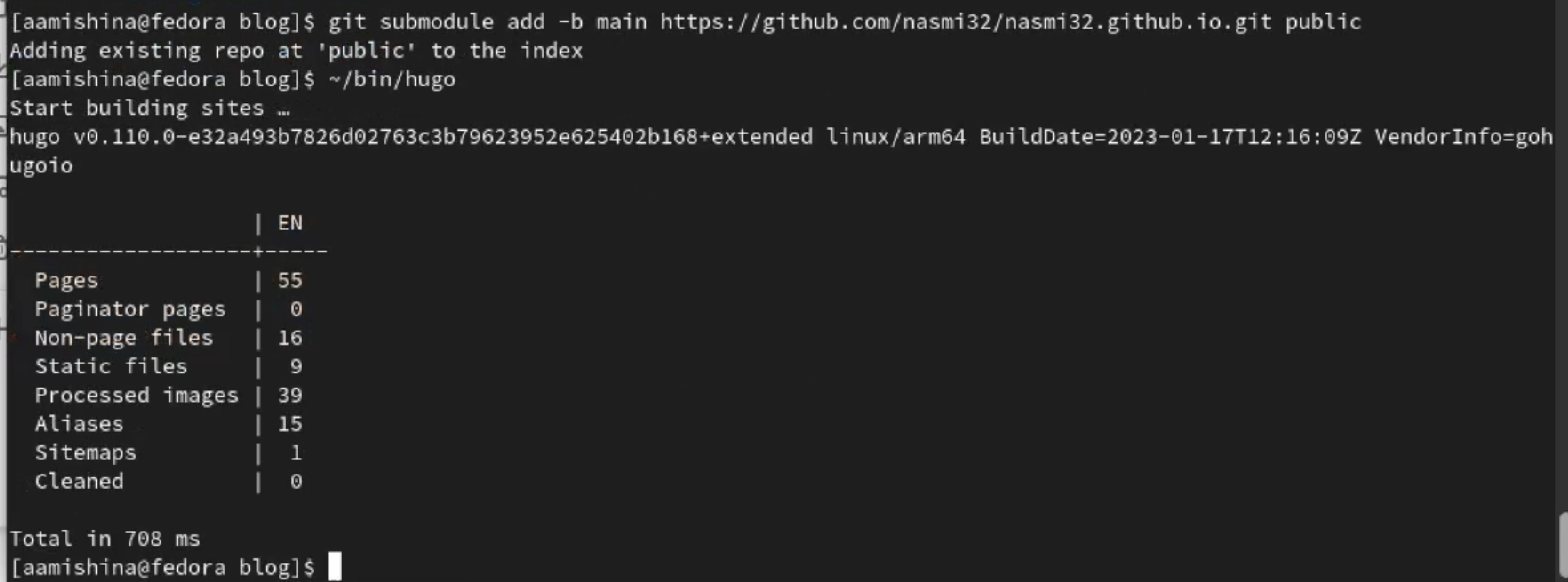 [aamishina@fedora blog]$ git submodule add -b main https://github.com/nasmi32/nasmi32.github.io.git public
Adding existing repo at 'public' to the index
[aamishina@fedora blog]$ ~/bin/hugo
Start building sites …
hugo v0.110.0-e32a493b7826d02763c3b79623952e625402b168+extended linux/arm64 BuildDate=2023-01-17T12:16:09Z VendorInfo=goh
ugoio
                   | EN
-------------------+-----
  Pages            | 55
  Paginator pages  |  0
  Non-page files   | 16
  Static files     |  9
  Processed images | 39
  Aliases          | 15
  Sitemaps         |  1
  Cleaned          |  0
Total in 708 ms
[aamishina@fedora blog]$